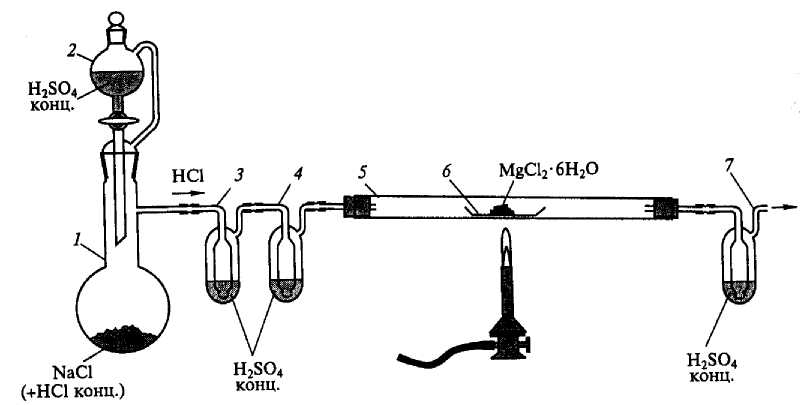 2
H₂SO₄
конц.
HCl
3
4
5
6
MgCl₂·6H₂O
7
1
NaCl
(+HCl конц.)
H₂SO₄
конц.
H₂SO₄
конц.